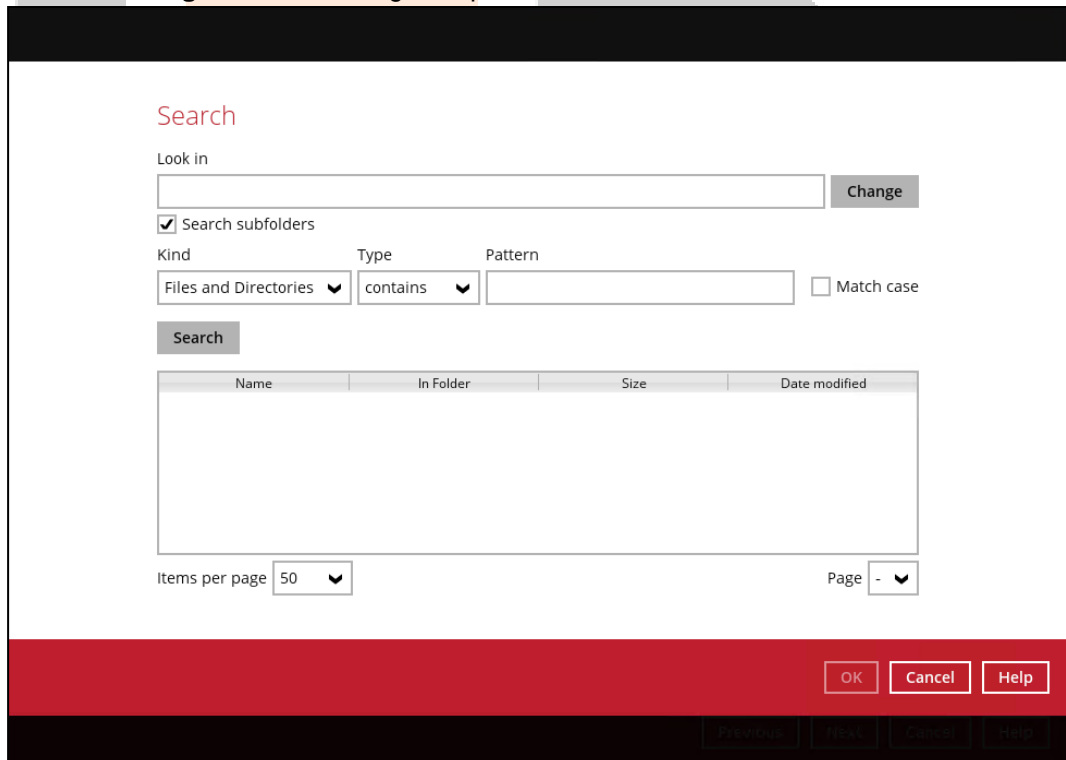 Search
Look in
Change
Search subfolders
Kind Type Pattern
Files and Directories contains Match case
Search
Name In Folder Size Date modified
Items per page 50 Page -
OK Cancel Help
Previous Next Cancel Help